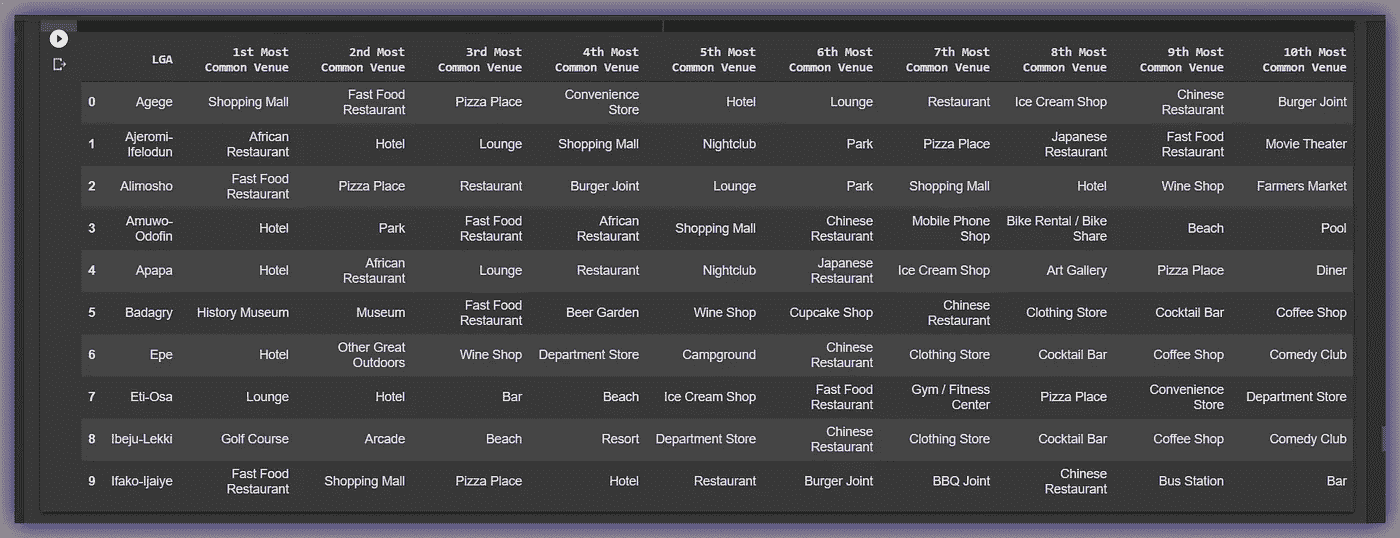 LGA 1st Most Common Venue 2nd Most Common Venue 3rd Most Common Venue 4th Most Common Venue 5th Most Common Venue 6th Most Common Venue 7th Most Common Venue 8th Most Common Venue 9th Most Common Venue 10th Most Common Venue
0 Agege Shopping Mall Fast Food Restaurant Pizza Place Convenience Store Hotel Lounge Restaurant Ice Cream Shop Chinese Restaurant Burger Joint
1 Ajeromi-Ifelodun African Restaurant Hotel Lounge Shopping Mall Nightclub Park Pizza Place Japanese Restaurant Fast Food Restaurant Movie Theater
2 Alimosho Fast Food Restaurant Pizza Place Restaurant Burger Joint Lounge Park Shopping Mall Hotel Wine Shop Farmers Market
3 Amuwo-Odofin Hotel Park Fast Food Restaurant African Restaurant Shopping Mall Chinese Restaurant Mobile Phone Shop Bike Rental / Bike Share Beach Pool
4 Apapa Hotel African Restaurant Lounge Restaurant Nightclub Japanese Restaurant Ice Cream Shop Art Gallery Pizza Place Diner
5 Badagry History Museum Museum Fast Food Restaurant Beer Garden Wine Shop Cupcake Shop Chinese Restaurant Clothing Store Cocktail Bar Coffee Shop
6 Epe Hotel Other Great Outdoors Wine Shop Department Store Campground Chinese Restaurant Clothing Store Cocktail Bar Coffee Shop Comedy Club
7 Eti-Osa Lounge Hotel Bar Beach Ice Cream Shop Fast Food Restaurant Gym / Fitness Center Pizza Place Convenience Store Department Store
8 Ibeju-Lekki Golf Course Arcade Beach Resort Department Store Chinese Restaurant Clothing Store Cocktail Bar Coffee Shop Comedy Club
9 Ifako-Ijaiye Fast Food Restaurant Shopping Mall Pizza Place Hotel Restaurant Burger Joint BBQ Joint Chinese Restaurant Bus Station Bar